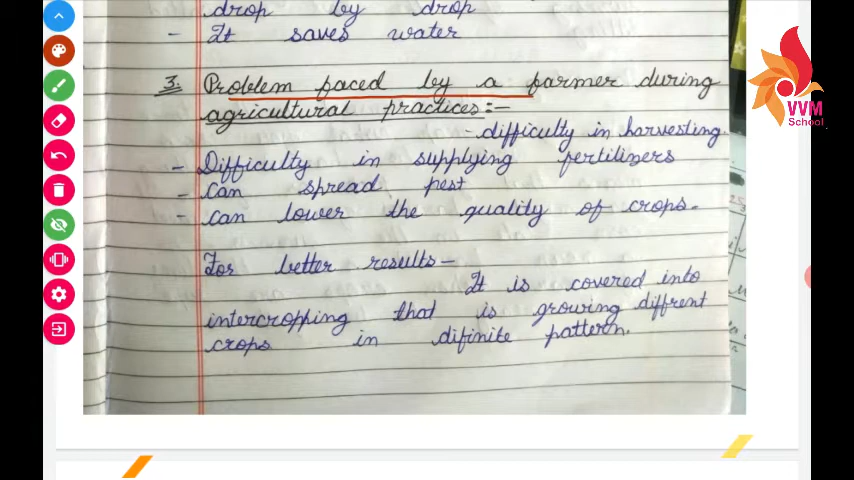 drop by drop
- It saves water
3. Problem faced by a farmer during
agricultural practices:-
- difficulty in harvesting.
- Difficulty in supplying fertilizers
- Can spread pest
- can lower the quality of crops.
For better results-
It is covered into
intercropping that is growing diffrent
crops in difinite pattern.
VVM
School